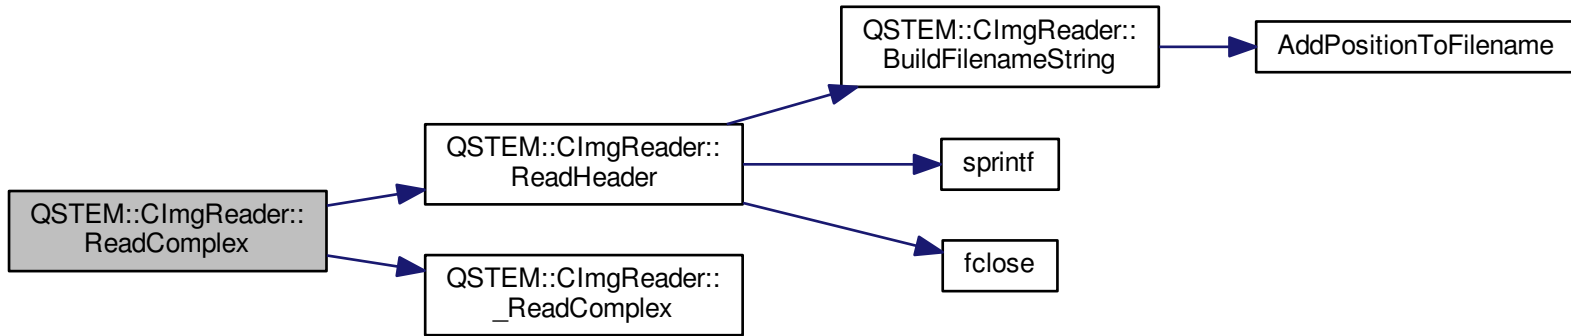 QSTEM::CImgReader::
ReadComplex
QSTEM::CImgReader::
ReadHeader
QSTEM::CImgReader::
_ReadComplex
QSTEM::CImgReader::
BuildFilenameString
sprintf
fclose
AddPositionToFilename